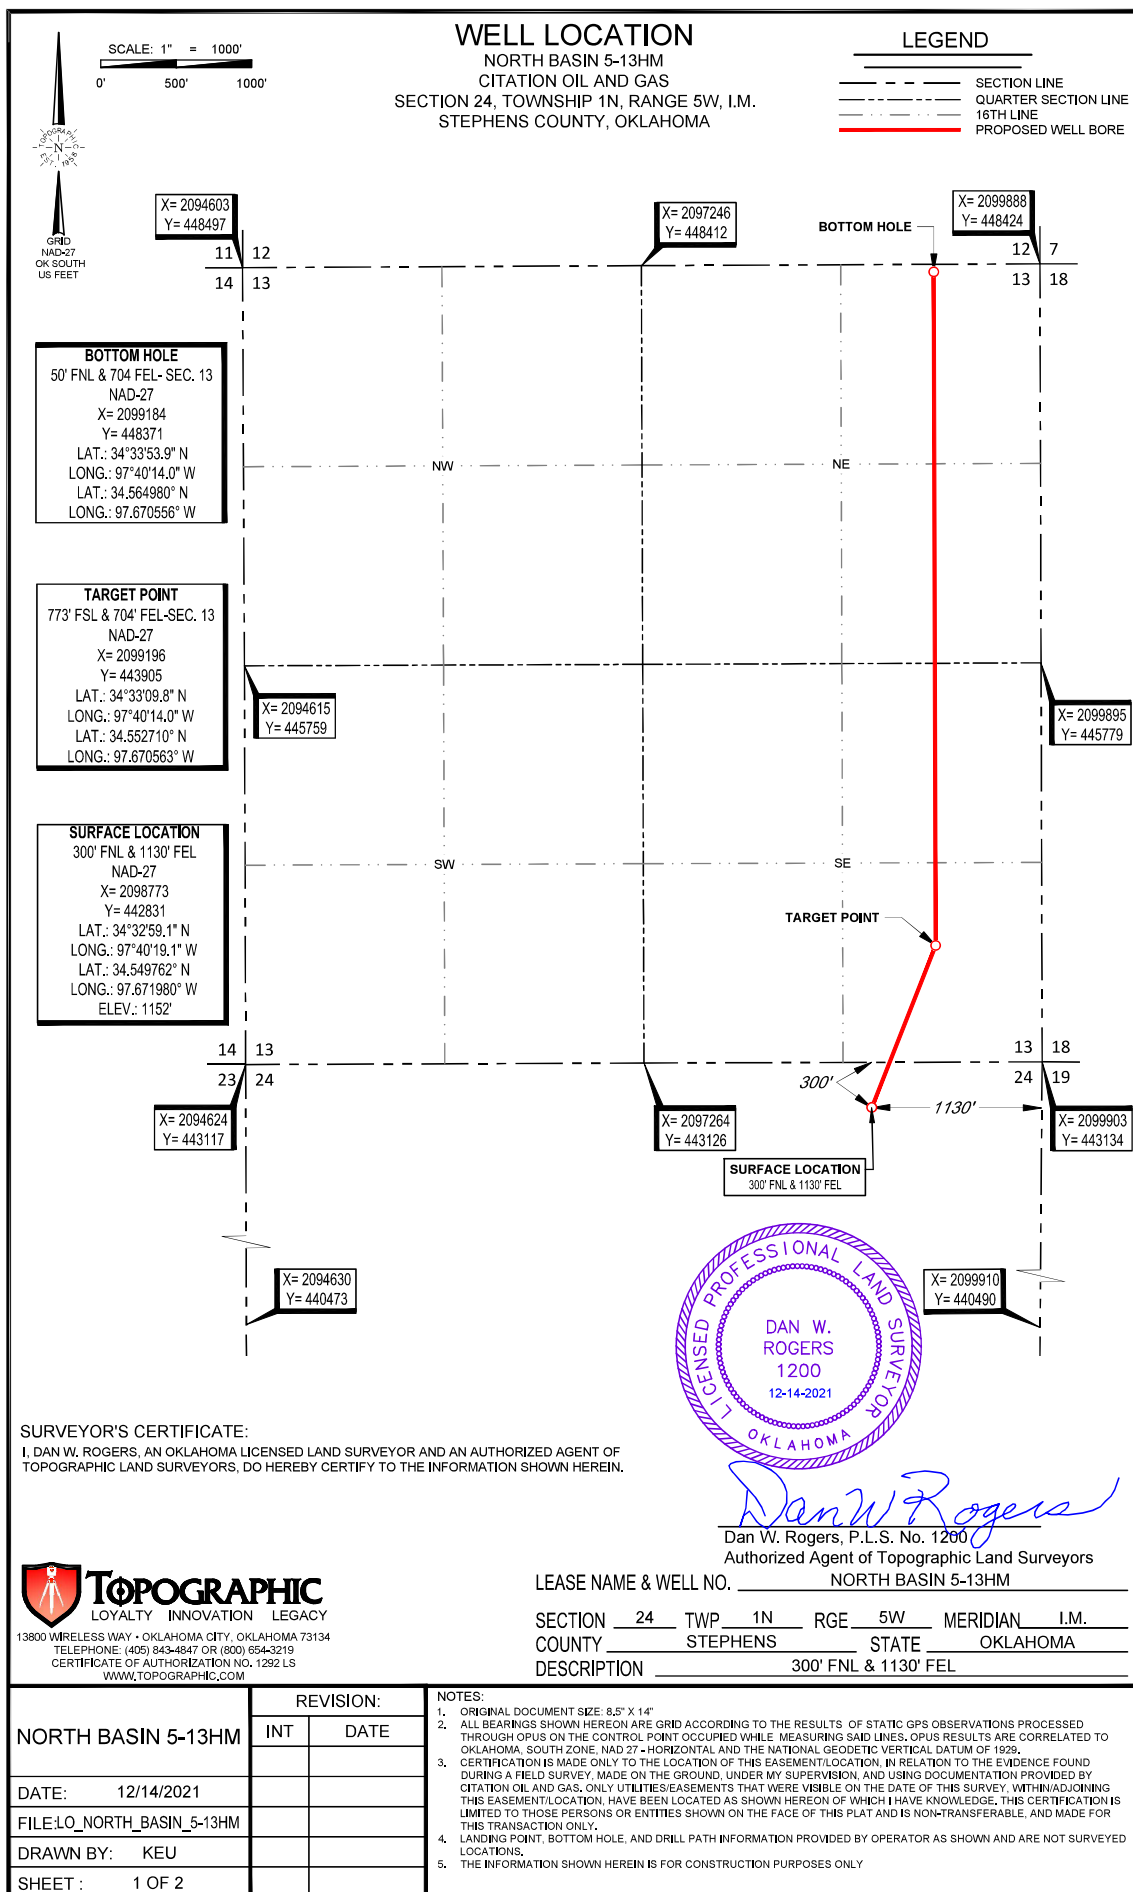 WELL LOCATION
NORTH BASIN 5-13HM
CITATION OIL AND GAS
SECTION 24, TOWNSHIP 1N, RANGE 5W, I.M.
STEPHENS COUNTY, OKLAHOMA
SCALE: 1" = 1000'
0' 500' 1000'
LEGEND
SECTION LINE
QUARTER SECTION LINE
16TH LINE
PROPOSED WELL BORE
TOPOGRAPHIC
N
EST. 1958
GRID
NAD-27
OK SOUTH
US FEET
X= 2094603
Y= 448497
X= 2097246
Y= 448412
X= 2099888
Y= 448424
BOTTOM HOLE
11 12
14 13
12 7
13 18
BOTTOM HOLE
50' FNL & 704 FEL- SEC. 13
NAD-27
X= 2099184
Y= 448371
LAT.: 34°33'53.9" N
LONG.: 97°40'14.0" W
LAT.: 34.564980° N
LONG.: 97.670556° W
NW
NE
TARGET POINT
773' FSL & 704' FEL-SEC. 13
NAD-27
X= 2099196
Y= 443905
LAT.: 34°33'09.8" N
LONG.: 97°40'14.0" W
LAT.: 34.552710° N
LONG.: 97.670563° W
X= 2094615
Y= 445759
X= 2099895
Y= 445779
SURFACE LOCATION
300' FNL & 1130' FEL
NAD-27
X= 2098773
Y= 442831
LAT.: 34°32'59.1" N
LONG.: 97°40'19.1" W
LAT.: 34.549762° N
LONG.: 97.671980° W
ELEV.: 1152'
SW
SE
TARGET POINT
14 13
23 24
13 18
24 19
300'
1130'
X= 2094624
Y= 443117
X= 2097264
Y= 443126
X= 2099903
Y= 443134
SURFACE LOCATION
300' FNL & 1130' FEL
X= 2094630
Y= 440473
X= 2099910
Y= 440490
LICENSED PROFESSIONAL LAND SURVEYOR
DAN W.
ROGERS
1200
12-14-2021
OKLAHOMA
SURVEYOR'S CERTIFICATE:
I, DAN W. ROGERS, AN OKLAHOMA LICENSED LAND SURVEYOR AND AN AUTHORIZED AGENT OF
TOPOGRAPHIC LAND SURVEYORS, DO HEREBY CERTIFY TO THE INFORMATION SHOWN HEREIN.
Dan W Rogers
Dan W. Rogers, P.L.S. No. 1200
Authorized Agent of Topographic Land Surveyors
TOPOGRAPHIC
LOYALTY INNOVATION LEGACY
13800 WIRELESS WAY • OKLAHOMA CITY, OKLAHOMA 73134
TELEPHONE: (405) 843-4847 OR (800) 654-3219
CERTIFICATE OF AUTHORIZATION NO. 1292 LS
WWW.TOPOGRAPHIC.COM
LEASE NAME & WELL NO. NORTH BASIN 5-13HM
SECTION 24 TWP 1N RGE 5W MERIDIAN I.M.
COUNTY STEPHENS STATE OKLAHOMA
DESCRIPTION 300' FNL & 1130' FEL
NORTH BASIN 5-13HM
REVISION:
INT DATE
DATE: 12/14/2021
FILE:LO_NORTH_BASIN_5-13HM
DRAWN BY: KEU
SHEET : 1 OF 2
NOTES:
1. ORIGINAL DOCUMENT SIZE: 8.5" X 14"
2. ALL BEARINGS SHOWN HEREON ARE GRID ACCORDING TO THE RESULTS OF STATIC GPS OBSERVATIONS PROCESSED
THROUGH OPUS ON THE CONTROL POINT OCCUPIED WHILE MEASURING SAID LINES. OPUS RESULTS ARE CORRELATED TO
OKLAHOMA, SOUTH ZONE, NAD 27 - HORIZONTAL AND THE NATIONAL GEODETIC VERTICAL DATUM OF 1929.
3. CERTIFICATION IS MADE ONLY TO THE LOCATION OF THIS EASEMENT/LOCATION, IN RELATION TO THE EVIDENCE FOUND
DURING A FIELD SURVEY, MADE ON THE GROUND, UNDER MY SUPERVISION, AND USING DOCUMENTATION PROVIDED BY
CITATION OIL AND GAS. ONLY UTILITIES/EASEMENTS THAT WERE VISIBLE ON THE DATE OF THIS SURVEY, WITHIN/ADJOINING
THIS EASEMENT/LOCATION, HAVE BEEN LOCATED AS SHOWN HEREON OF WHICH I HAVE KNOWLEDGE. THIS CERTIFICATION IS
LIMITED TO THOSE PERSONS OR ENTITIES SHOWN ON THE FACE OF THIS PLAT AND IS NON-TRANSFERABLE, AND MADE FOR
THIS TRANSACTION ONLY.
4. LANDING POINT, BOTTOM HOLE, AND DRILL PATH INFORMATION PROVIDED BY OPERATOR AS SHOWN AND ARE NOT SURVEYED
LOCATIONS.
5. THE INFORMATION SHOWN HEREIN IS FOR CONSTRUCTION PURPOSES ONLY